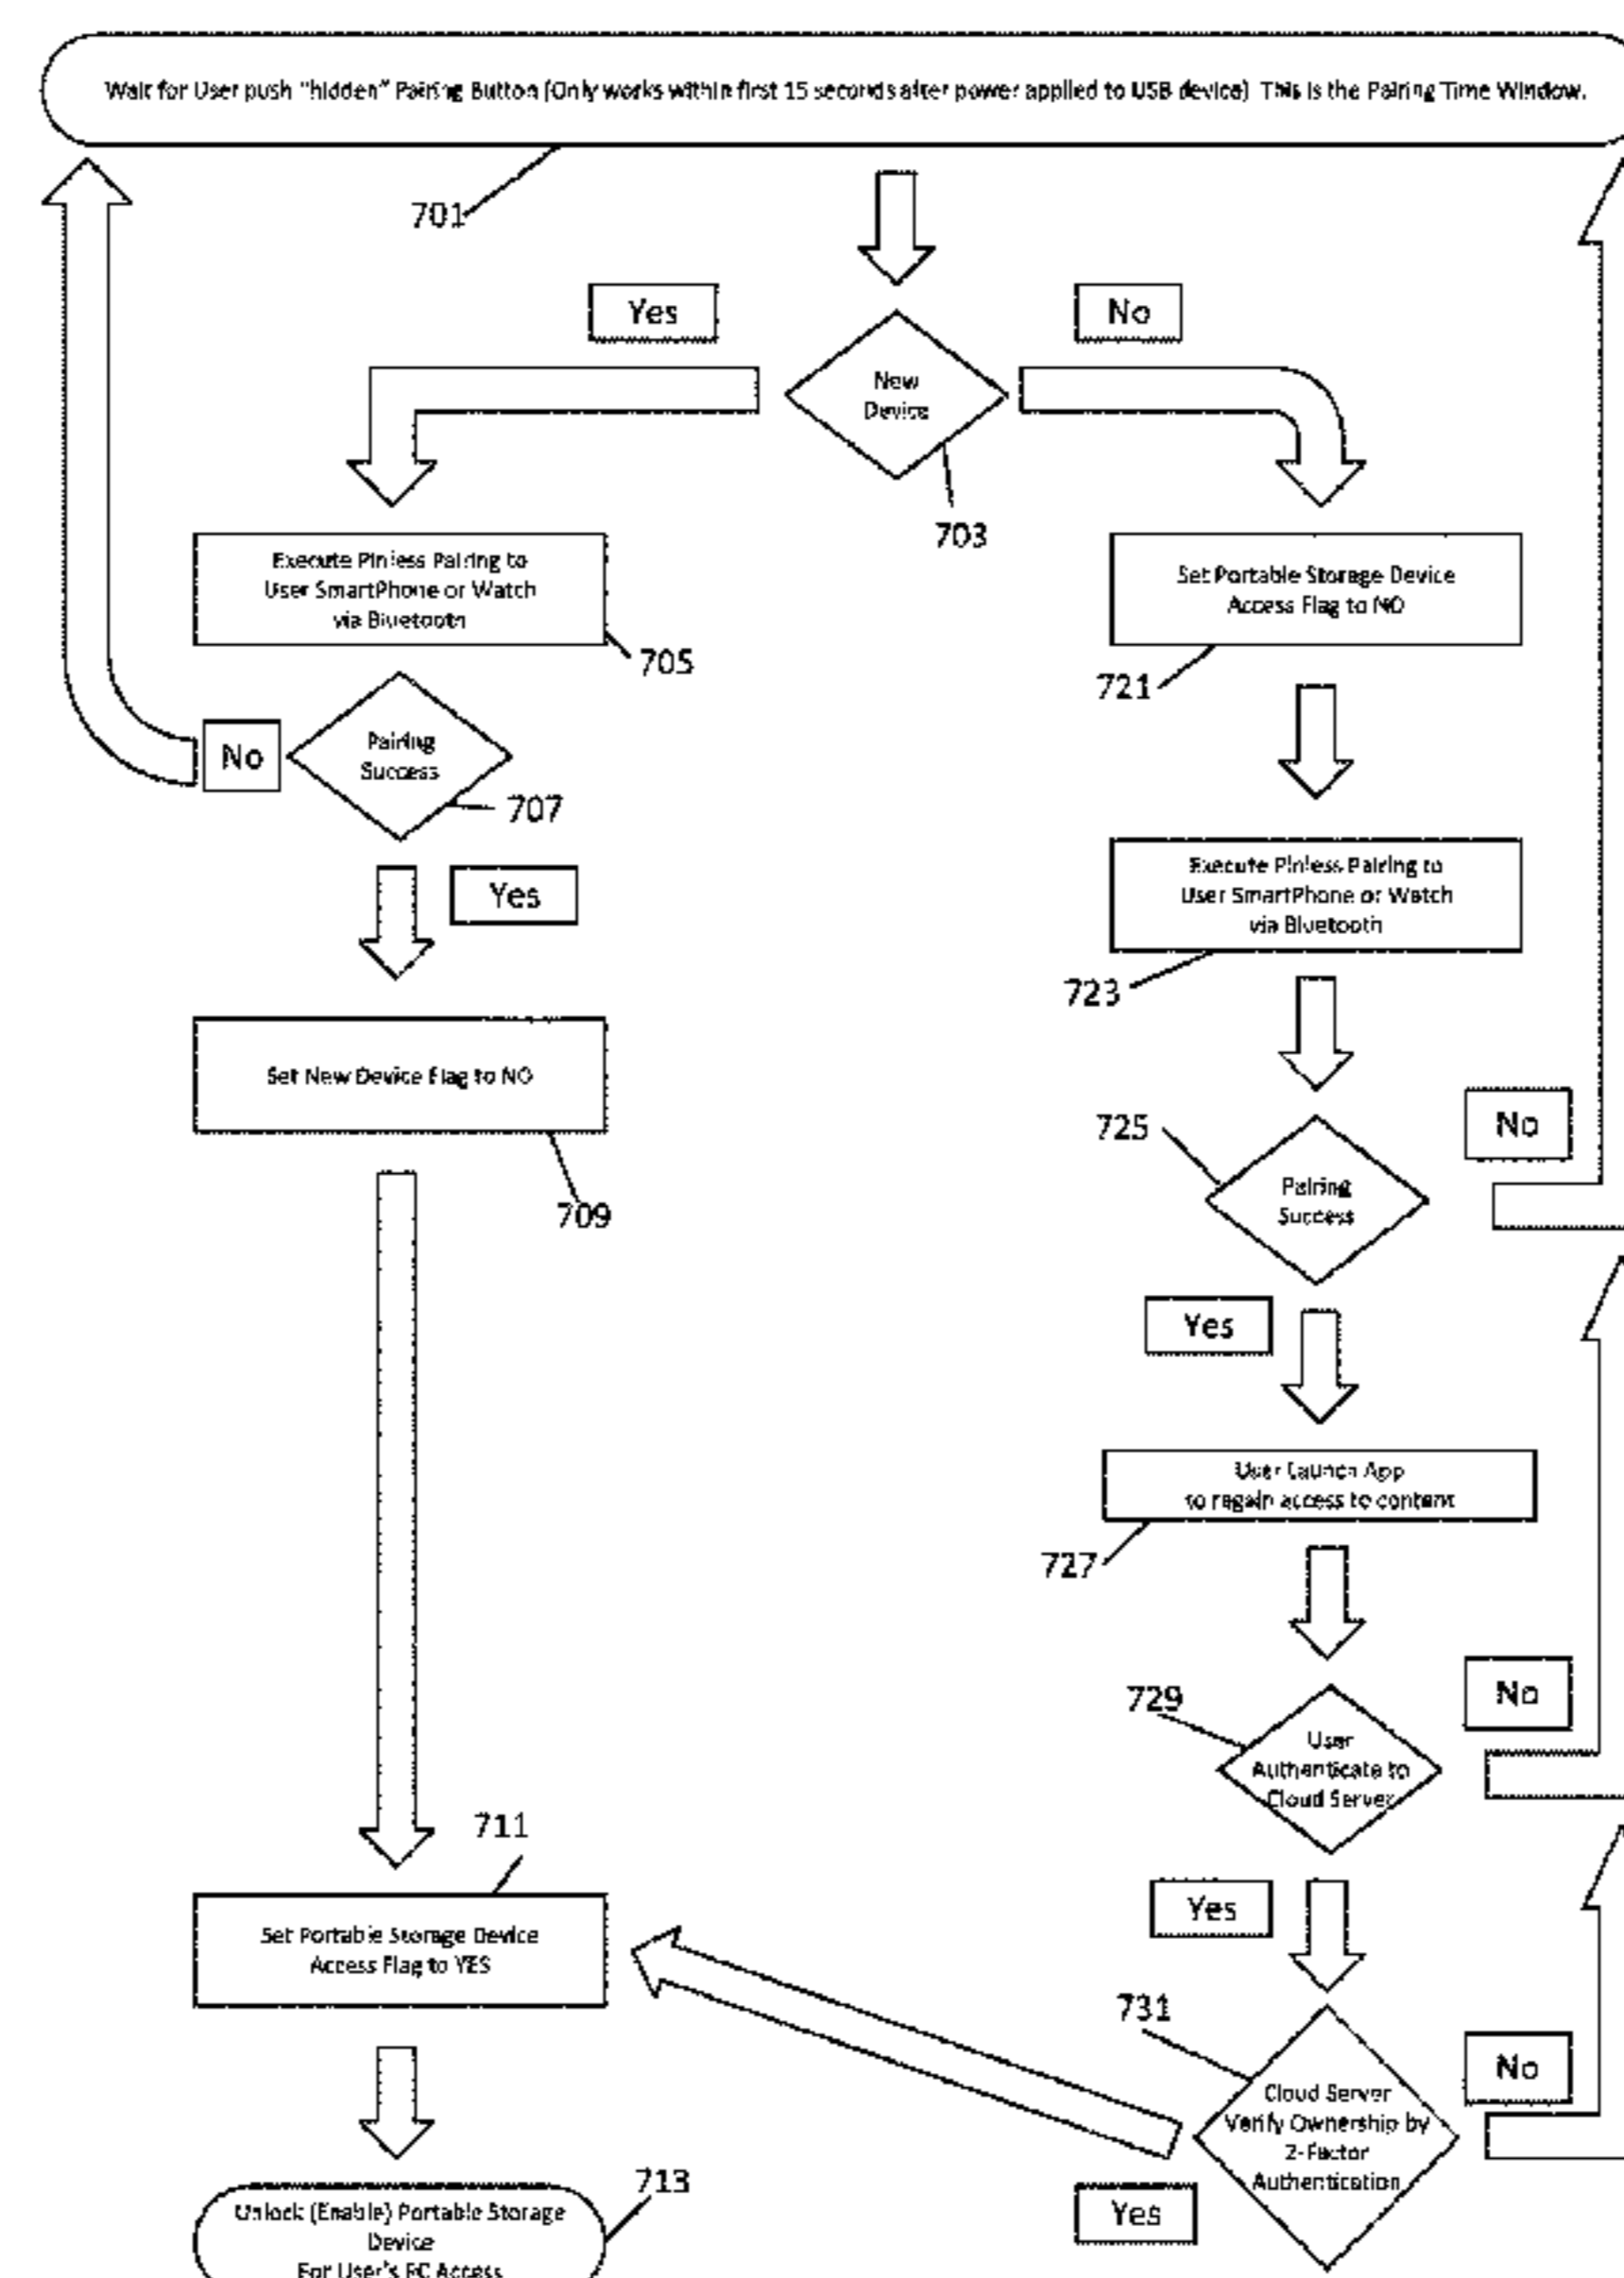 Wait for User push "hidden" Pairing Button (Only works within first 15 seconds after power applied to USB device) This is the Pairing Time Window.
701
Yes
No
New
Device
703
Execute Pinless Pairing to
User SmartPhone or Watch
via Bluetooth
705
Set Portable Storage Device
Access Flag to NO
721
No
Pairing
Success
707
Yes
Execute Pinless Pairing to
User SmartPhone or Watch
via Bluetooth
723
Set New Device Flag to NO
709
725
No
Pairing
Success
Yes
User Launch App
to regain access to content
727
729
No
User
Authenticate to
Cloud Server
711
Yes
Set Portable Storage Device
Access Flag to YES
731
No
Cloud Server
Verify Ownership by
2-Factor
Authentication
Yes
713
Unlock (Enable) Portable Storage
Device
For User's PC Access